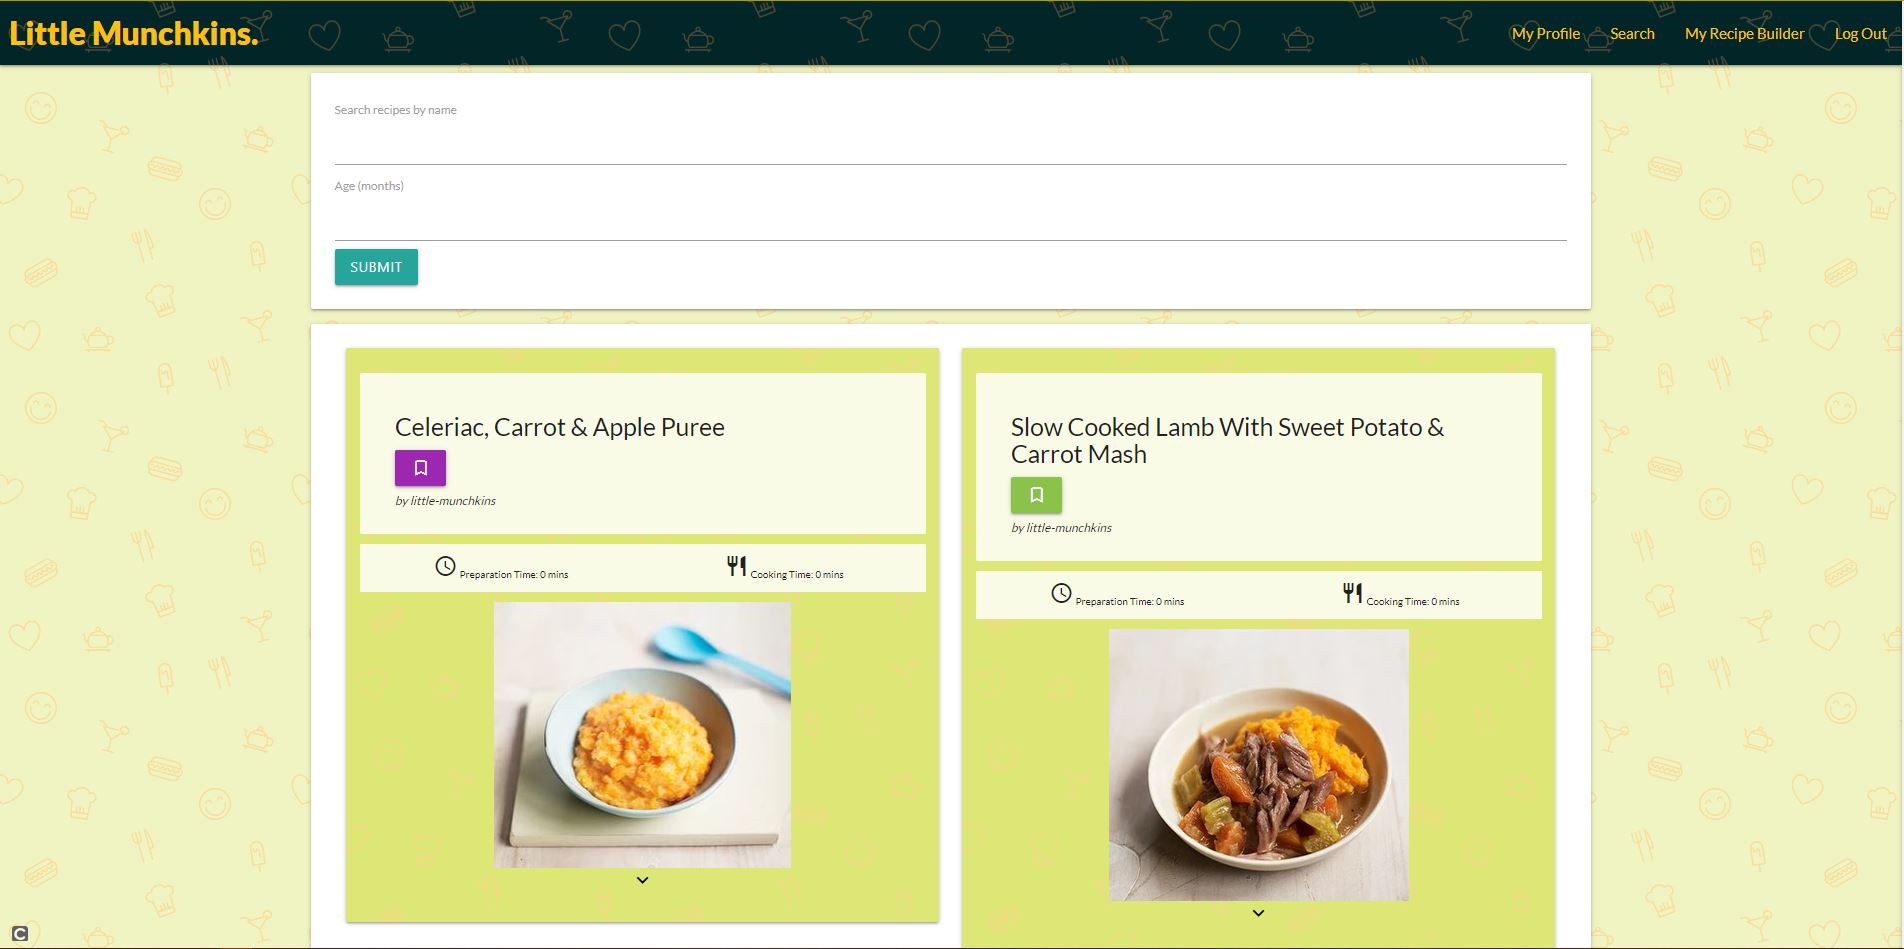 Little Munchkins.
My Profile
Search
My Recipe Builder
Log Out
Search recipes by name
Age (months)
SUBMIT
Celeriac, Carrot & Apple Puree
by little-munchkins
Preparation Time: 0 mins
Cooking Time: 0 mins
Slow Cooked Lamb With Sweet Potato &
Carrot Mash
by little-munchkins
Preparation Time: 0 mins
Cooking Time: 0 mins
C